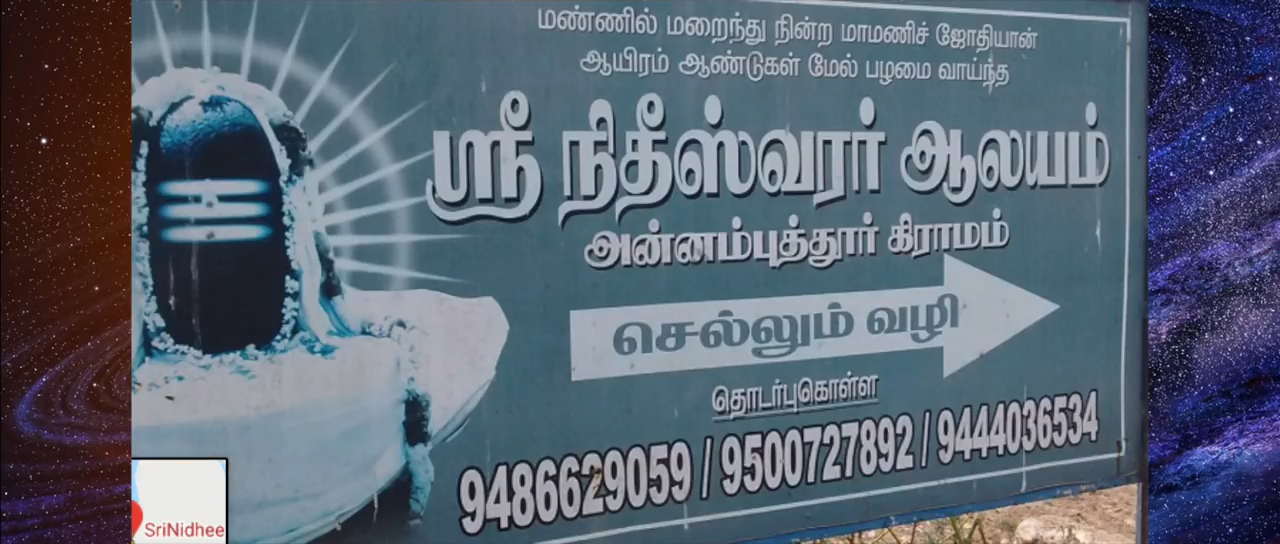 மண்ணில் மறைந்து நின்ற மாமணிச் ஜோதியான்
ஆயிரம் ஆண்டுகள் மேல் பழமை வாய்ந்த
ஸ்ரீ நிதீஸ்வரர் ஆலயம்
அன்னம்புத்தூர் கிராமம்
செல்லும் வழி
தொடர்புகொள்ள
9486629059 / 9500727892 / 9444036534
SriNidhee